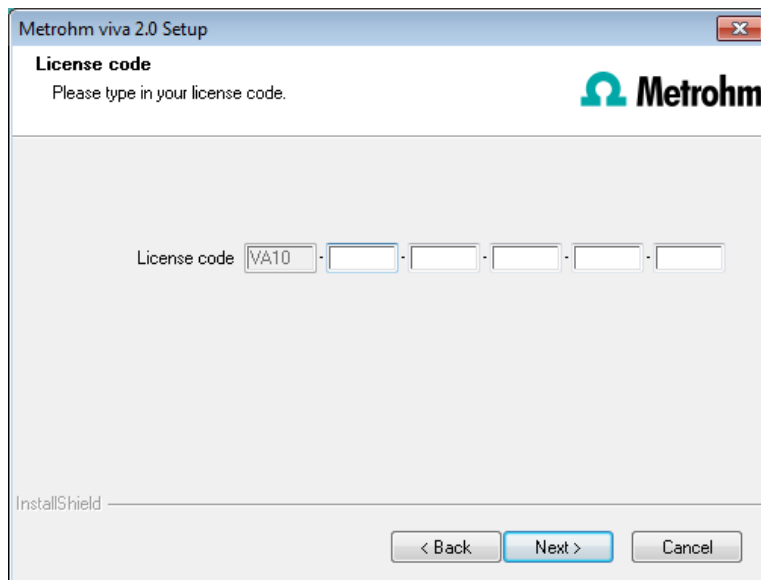 Metrohm viva 2.0 Setup
License code
Please type in your license code.
Metrohm
License code VA10 - - - - -
InstallShield
< Back Next > Cancel